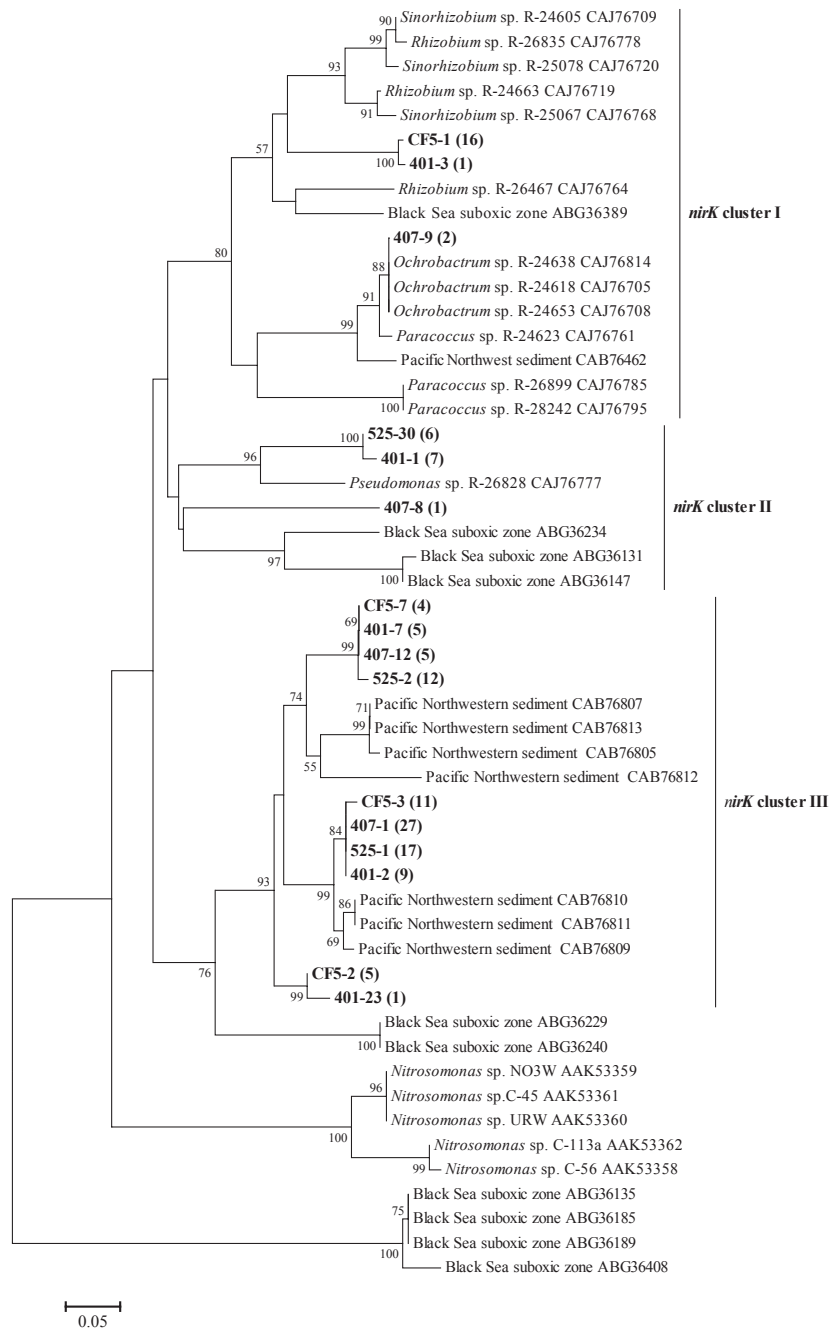 90
Sinorhizobium sp. R-24605 CAJ76709
99
Rhizobium sp. R-26835 CAJ76778
93
Sinorhizobium sp. R-25078 CAJ76720
Rhizobium sp. R-24663 CAJ76719
91
Sinorhizobium sp. R-25067 CAJ76768
57
CF5-1 (16)
100
401-3 (1)
Rhizobium sp. R-26467 CAJ76764
Black Sea suboxic zone ABG36389
nirK cluster I
407-9 (2)
80
88
Ochrobactrum sp. R-24638 CAJ76814
91
Ochrobactrum sp. R-24618 CAJ76705
Ochrobactrum sp. R-24653 CAJ76708
99
Paracoccus sp. R-24623 CAJ76761
Pacific Northwest sediment CAB76462
Paracoccus sp. R-26899 CAJ76785
100
Paracoccus sp. R-28242 CAJ76795
100
525-30 (6)
96
401-1 (7)
Pseudomonas sp. R-26828 CAJ76777
407-8 (1)
nirK cluster II
Black Sea suboxic zone ABG36234
97
Black Sea suboxic zone ABG36131
100
Black Sea suboxic zone ABG36147
CF5-7 (4)
69
401-7 (5)
99
407-12 (5)
525-2 (12)
74
71
Pacific Northwestern sediment CAB76807
99
Pacific Northwestern sediment CAB76813
Pacific Northwestern sediment CAB76805
55
Pacific Northwestern sediment CAB76812
CF5-3 (11)
nirK cluster III
84
407-1 (27)
525-1 (17)
93
401-2 (9)
99
86
Pacific Northwestern sediment CAB76810
Pacific Northwestern sediment CAB76811
69
Pacific Northwestern sediment CAB76809
76
CF5-2 (5)
99
401-23 (1)
Black Sea suboxic zone ABG36229
100
Black Sea suboxic zone ABG36240
Nitrosomonas sp. NO3W AAK53359
96
Nitrosomonas sp.C-45 AAK53361
Nitrosomonas sp. URW AAK53360
100
Nitrosomonas sp. C-113a AAK53362
99
Nitrosomonas sp. C-56 AAK53358
Black Sea suboxic zone ABG36135
75
Black Sea suboxic zone ABG36185
Black Sea suboxic zone ABG36189
100
Black Sea suboxic zone ABG36408
0.05